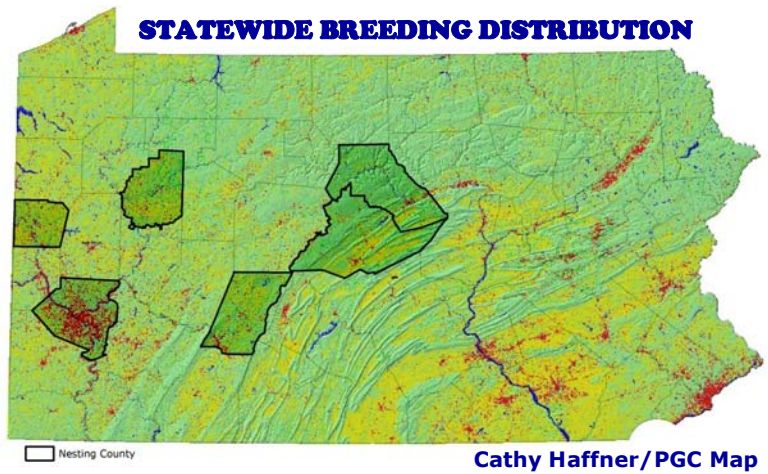 STATEWIDE BREEDING DISTRIBUTION
Nesting County
Cathy Haffner/PGC Map